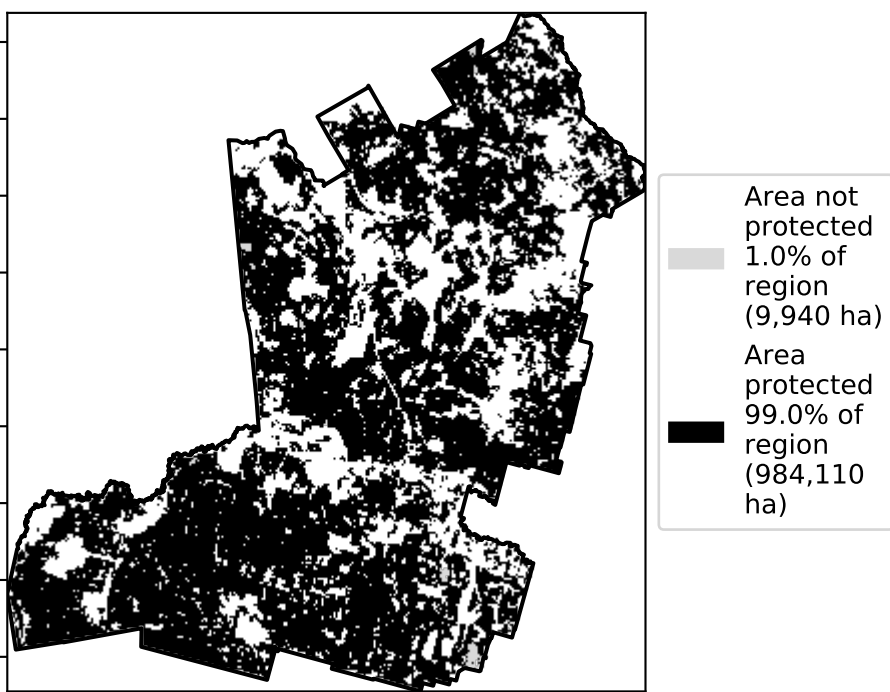 Area not
protected
1.0% of
region
(9,940 ha)
Area
protected
99.0% of
region
(984,110
ha)